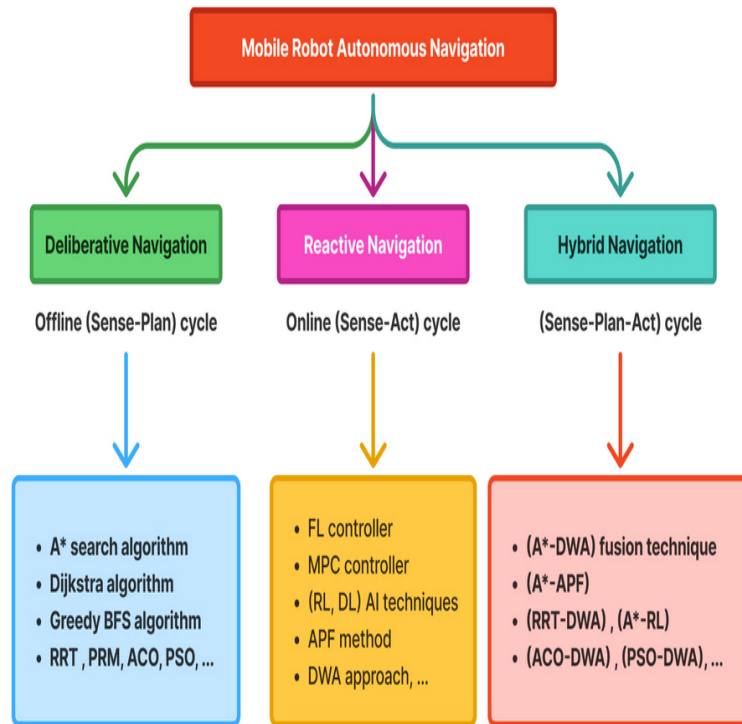 Mobile Robot Autonomous Navigation
Deliberative Navigation
Reactive Navigation
Hybrid Navigation
Offline (Sense-Plan) cycle
Online (Sense-Act) cycle
(Sense-Plan-Act) cycle
• A* search algorithm
• Dijkstra algorithm
• Greedy BFS algorithm
• RRT , PRM, ACO, PSO, ...
• FL controller
• MPC controller
• (RL, DL) AI techniques
• APF method
• DWA approach, ...
• (A*-DWA) fusion technique
• (A*-APF)
• (RRT-DWA) , (A*-RL)
• (ACO-DWA) , (PSO-DWA), ...